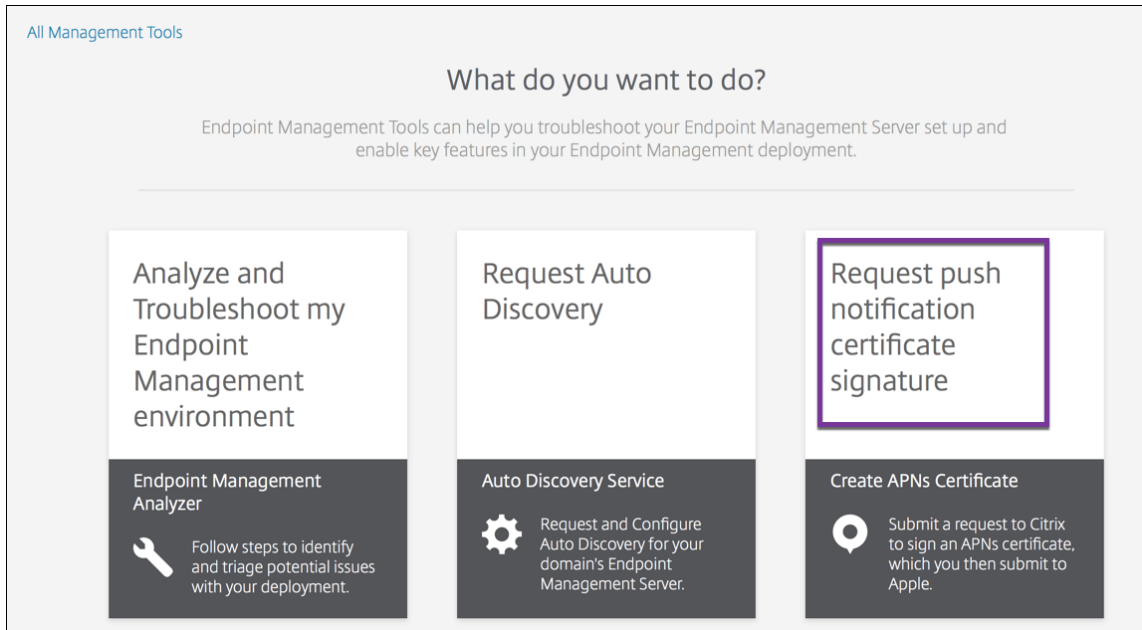 All Management Tools
What do you want to do?
Endpoint Management Tools can help you troubleshoot your Endpoint Management Server set up and
enable key features in your Endpoint Management deployment.
Analyze and
Troubleshoot my
Endpoint
Management
environment
Endpoint Management
Analyzer
Follow steps to identify
and triage potential issues
with your deployment.
Request Auto
Discovery
Auto Discovery Service
Request and Configure
Auto Discovery for your
domain's Endpoint
Management Server.
Request push
notification
certificate
signature
Create APNs Certificate
Submit a request to Citrix
to sign an APNs certificate,
which you then submit to
Apple.